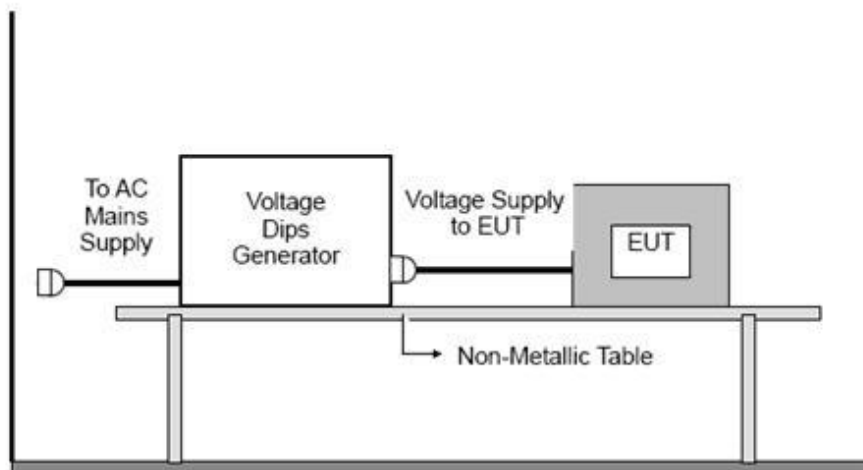 To AC
Mains
Supply
Voltage
Dips
Generator
Voltage Supply
to EUT
EUT
Non-Metallic Table